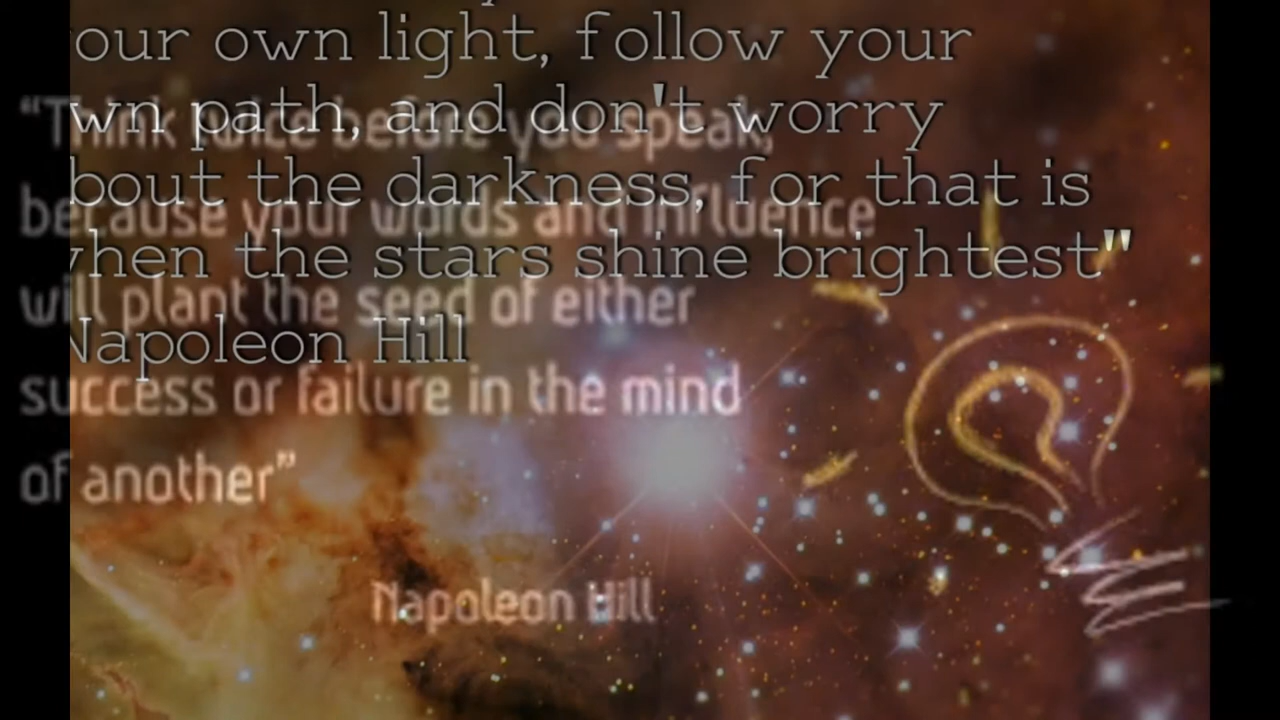 our own light, follow your
wn path, and don't worry
bout the darkness, for that is
when the stars shine brightest"
Napoleon Hill
“Think twice before you speak,
because your words and influence
will plant the seed of either
success or failure in the mind
of another”
Napoleon Hill